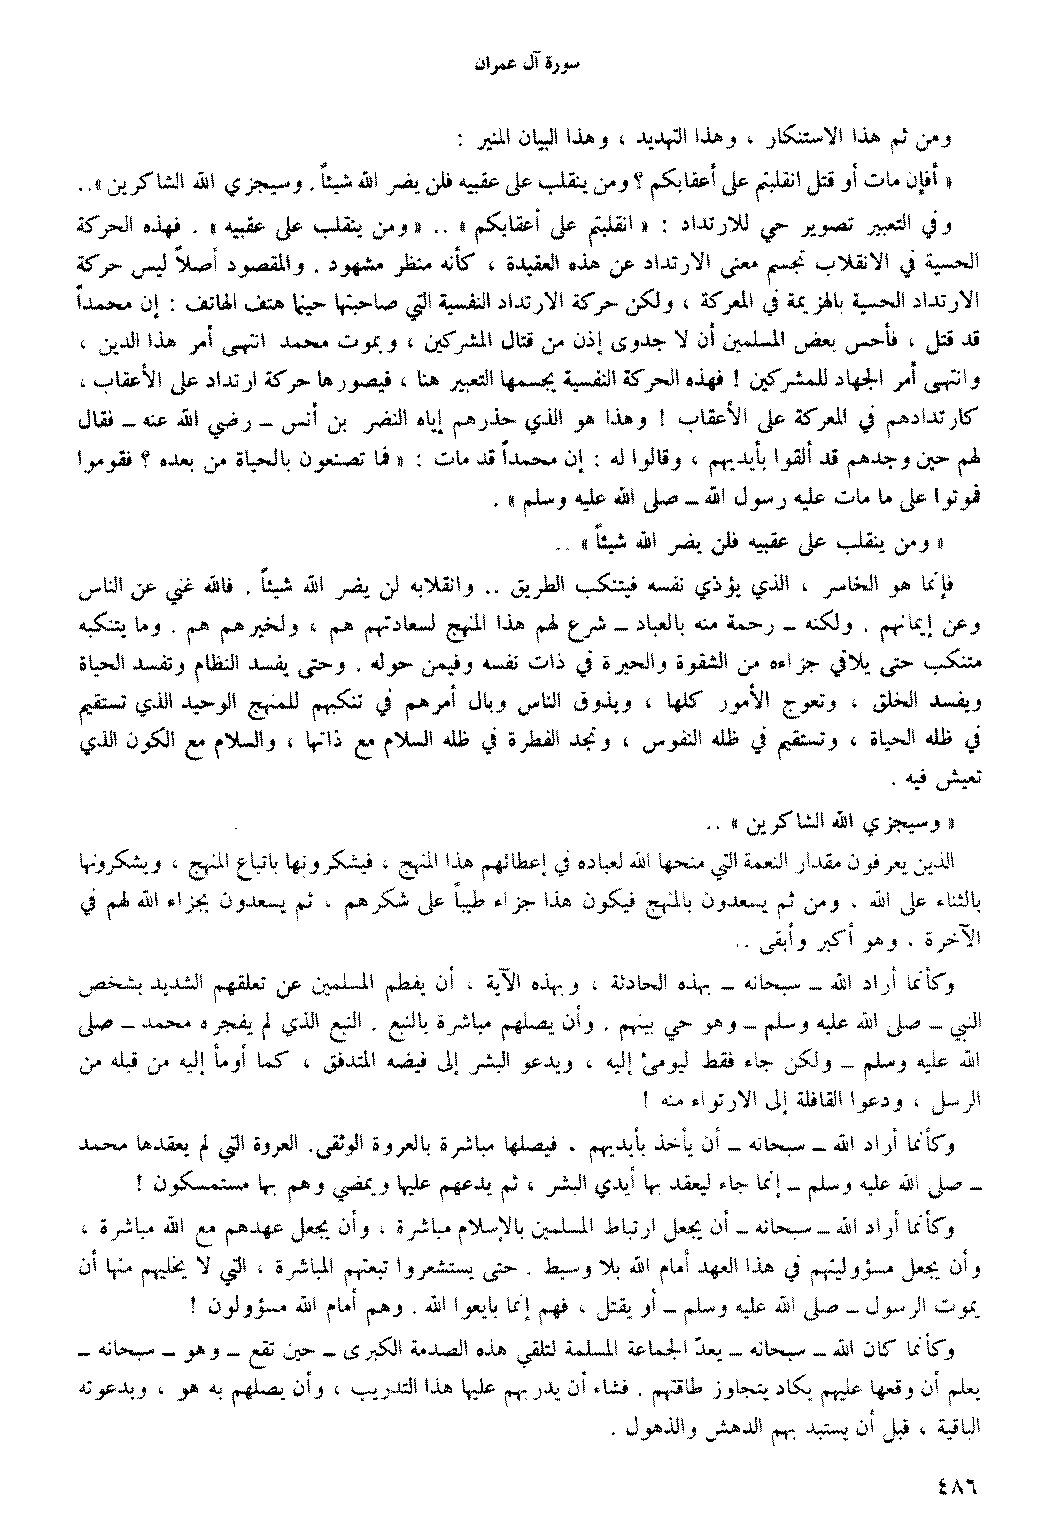 سورة آل عمران
ومن ثم هذا الاستنكار ، وهذا التهديد ، وهذا البيان المنير :
« أفإن مات أو قتل انقلبتم على أعقابكم ؟ ومن ينقلب على عقبيه فلن يضر الله شيئاً . وسيجزي الله الشاكرين » ..
وفي التعبير تصوير حي للارتداد : « انقلبتم على أعقابكم » .. « ومن ينقلب على عقبيه » . فهذه الحركة
الحسية في الانقلاب تجسم معنى الارتداد عن هذه العقيدة ، كأنه منظر مشهود . والمقصود أصلاً ليس حركة
الارتداد الحسية بالهزيمة في المعركة ، ولكن حركة الارتداد النفسية التي صاحبتها حينما هتف الهاتف : إن محمداً
قد قتل ، فأحس بعض المسلمين أن لا جدوى إذن من قتال المشركين ، وبموت محمد انتهى أمر هذا الدين ،
وانتهى أمر الجهاد للمشركين ! فهذه الحركة النفسية يجسمها التعبير هنا ، فيصورها حركة ارتداد على الأعقاب ،
كارتدادهم في المعركة على الأعقاب ! وهذا هو الذي حذرهم إياه النضر بن أنس – رضي الله عنه – فقال
لهم حين وجدهم قد ألقوا بأيديهم ، وقالوا له : إن محمداً قد مات : « فما تصنعون بالحياة من بعده ؟ فقوموا
فموتوا على ما مات عليه رسول الله – صلى الله عليه وسلم » .
« ومن ينقلب على عقبيه فلن يضر الله شيئاً » ..
فإنما هو الخاسر ، الذي يؤذي نفسه فيتنكب الطريق .. وانقلابه لن يضر الله شيئاً . فالله غني عن الناس
وعن إيمانهم . ولكنه – رحمة منه بالعباد – شرع لهم هذا المنهج لسعادتهم هم ، ولخيرهم هم . وما يتنكبه
متنكب حتى يلاقي جزاءه من الشقوة والحيرة في ذات نفسه وفيمن حوله . وحتى يفسد النظام وتفسد الحياة
ويفسد الخلق ، وتعوج الأمور كلها ، ويذوق الناس وبال أمرهم في تنكبهم للمنهج الوحيد الذي تستقيم
في ظله الحياة ، وتستقيم في ظله النفوس ، وتجد الفطرة في ظله السلام مع ذاتها ، والسلام مع الكون الذي
تعيش فيه .
« وسيجزي الله الشاكرين » ..
الذين يعرفون مقدار النعمة التي منحها الله لعباده في إعطائهم هذا المنهج ، فيشكرونها باتباع المنهج ، ويشكرونها
بالثناء على الله . ومن ثم يسعدون بالمنهج فيكون هذا جزاء طيباً على شكرهم ، ثم يسعدون بجزاء الله لهم في
الآخرة . وهو أكبر وأبقى ..
وكأنما أراد الله – سبحانه – بهذه الحادثة ، وبهذه الآية ، أن يفطم المسلمين عن تعلقهم الشديد بشخص
النبي – صلى الله عليه وسلم – وهو حي بينهم . وأن يصلهم مباشرة بالنبع . النبع الذي لم يفجره محمد – صلى
الله عليه وسلم – ولكن جاء فقط ليومئ إليه ، ويدعو البشر إلى فيضه المتدفق ، كما أومأ إليه من قبله من
الرسل ، ودعوا القافلة إلى الارتواء منه !
وكأنما أراد الله – سبحانه – أن يأخذ بأيديهم . فيصلها مباشرة بالعروة الوثقى. العروة التي لم يعقدها محمد
– صلى الله عليه وسلم – إنما جاء ليعقد بها أيدي البشر ، ثم يدعهم عليها ويمضي وهم بها مستمسكون !
وكأنما أراد الله – سبحانه – أن يجعل ارتباط المسلمين بالإسلام مباشرة ، وأن يجعل عهدهم مع الله مباشرة ،
وأن يجعل مسؤوليتهم في هذا العهد أمام الله بلا وسيط . حتى يستشعروا تبعتهم المباشرة ، التي لا يخليهم منها أن
يموت الرسول – صلى الله عليه وسلم – أو يقتل ، فهم إنما بايعوا الله . وهم أمام الله مسؤولون !
وكأنما كان الله – سبحانه – يعدّ الجماعة المسلمة لتلقي هذه الصدمة الكبرى – حين تقع – وهو – سبحانه –
يعلم أن وقعها عليهم يكاد يتجاوز طاقتهم . فشاء أن يدربهم عليها هذا التدريب ، وأن يصلهم به هو ، وبدعوته
الباقية ، قبل أن يستبد بهم الدهش والذهول .
٤٨٦